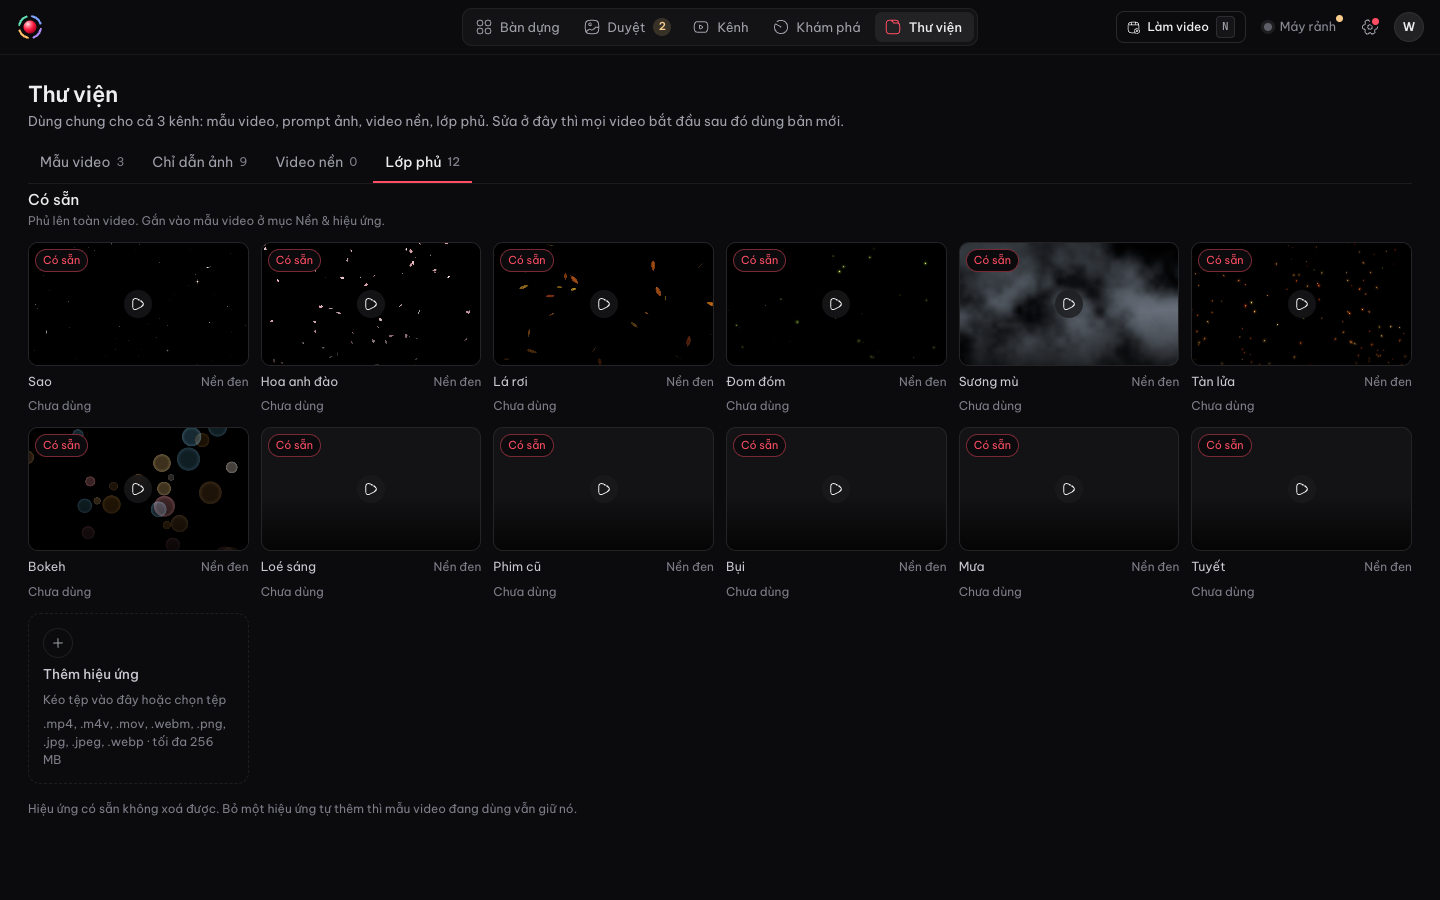 Bàn dựng
Duyệt 2
Kênh
Khám phá
Thư viện
Làm video N
Máy rảnh
W
Thư viện
Dùng chung cho cả 3 kênh: mẫu video, prompt ảnh, video nền, lớp phủ. Sửa ở đây thì mọi video bắt đầu sau đó dùng bản mới.
Mẫu video 3
Chỉ dẫn ảnh 9
Video nền 0
Lớp phủ 12
Có sẵn
Phủ lên toàn video. Gắn vào mẫu video ở mục Nền & hiệu ứng.
Có sẵn
Có sẵn
Có sẵn
Có sẵn
Có sẵn
Có sẵn
Sao Nền đen
Hoa anh đào Nền đen
Lá rơi Nền đen
Đom đóm Nền đen
Sương mù Nền đen
Tàn lửa Nền đen
Chưa dùng
Chưa dùng
Chưa dùng
Chưa dùng
Chưa dùng
Chưa dùng
Có sẵn
Có sẵn
Có sẵn
Có sẵn
Có sẵn
Có sẵn
Bokeh Nền đen
Loé sáng Nền đen
Phim cũ Nền đen
Bụi Nền đen
Mưa Nền đen
Tuyết Nền đen
Chưa dùng
Chưa dùng
Chưa dùng
Chưa dùng
Chưa dùng
Chưa dùng
Thêm hiệu ứng
Kéo tệp vào đây hoặc chọn tệp
.mp4, .m4v, .mov, .webm, .png,
.jpg, .jpeg, .webp · tối đa 256
MB
Hiệu ứng có sẵn không xoá được. Bỏ một hiệu ứng tự thêm thì mẫu video đang dùng vẫn giữ nó.